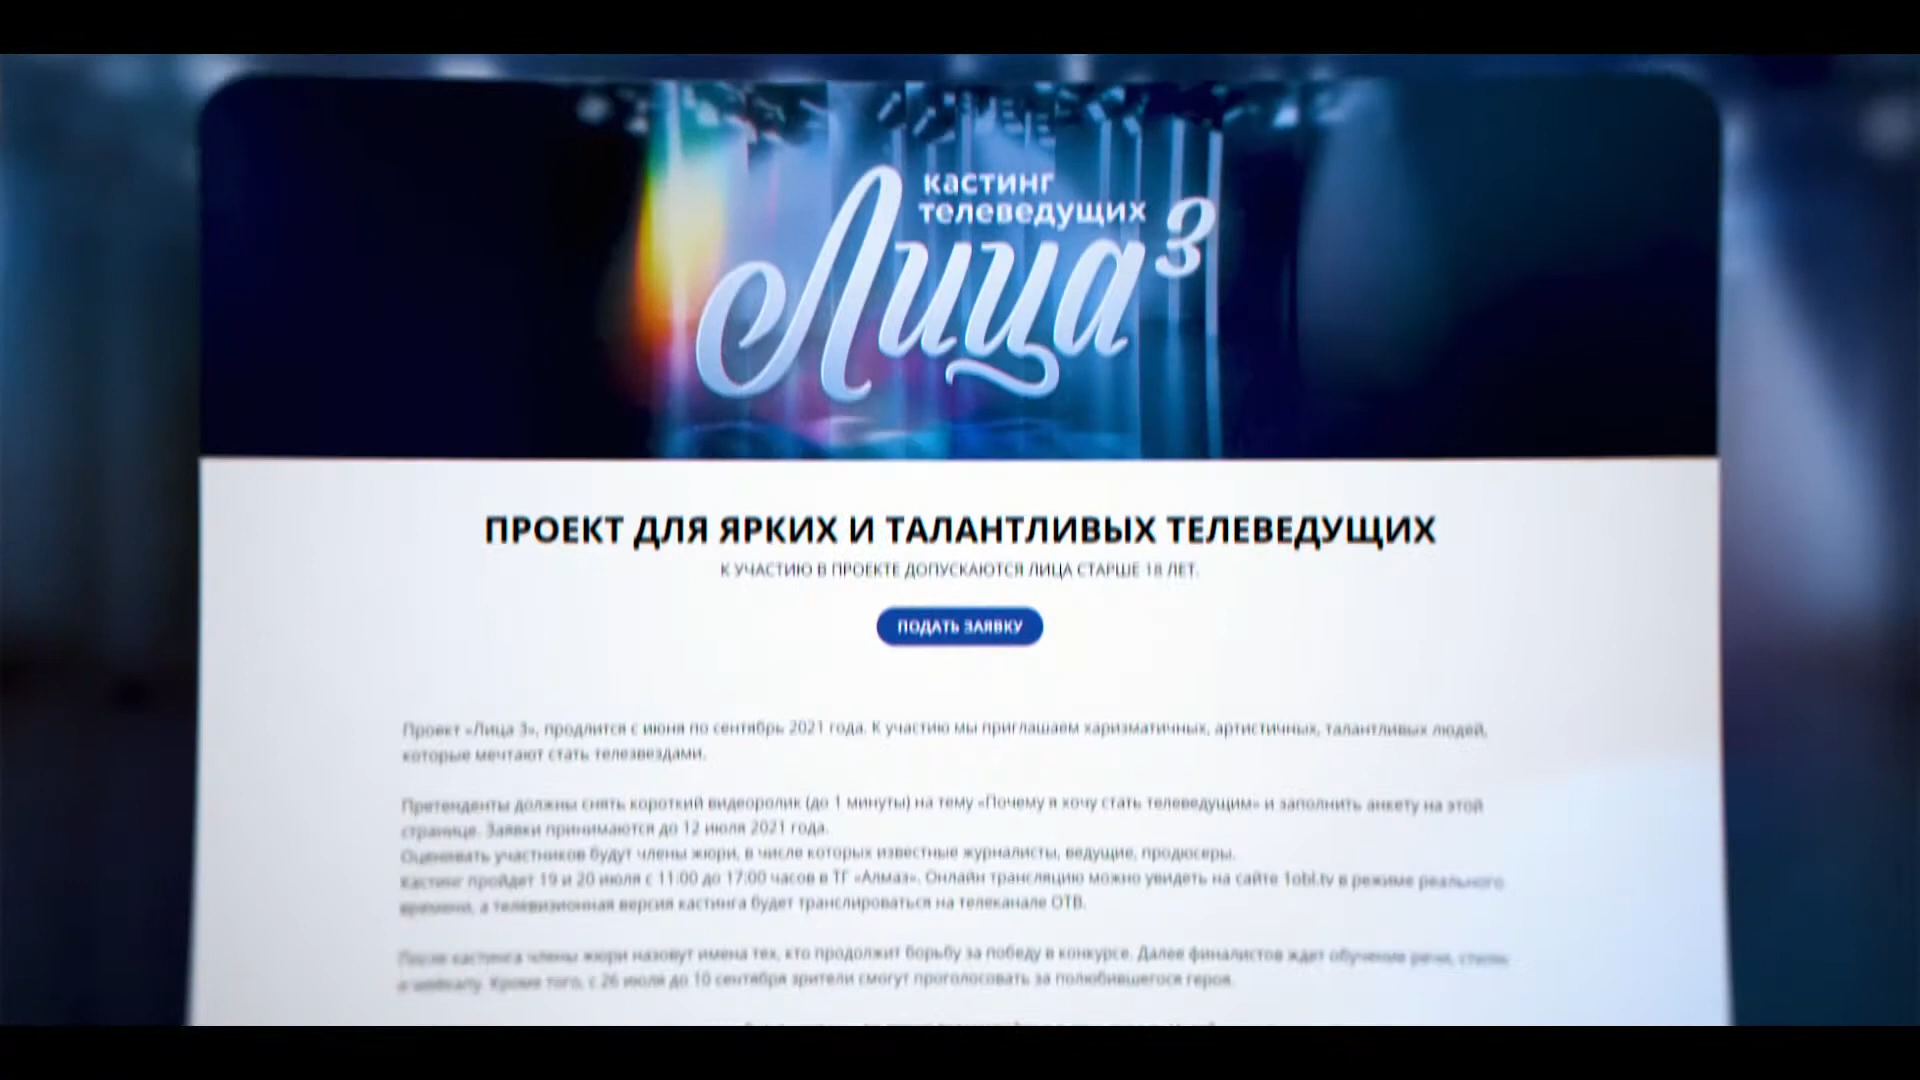 кастинг
телеведущих
Лица 3
ПРОЕКТ ДЛЯ ЯРКИХ И ТАЛАНТЛИВЫХ ТЕЛЕВЕДУЩИХ
К УЧАСТИЮ В ПРОЕКТЕ ДОПУСКАЮТСЯ ЛИЦА СТАРШЕ 18 ЛЕТ.
ПОДАТЬ ЗАЯВКУ
Проект «Лица 3», продлится с июня по сентябрь 2021 года. К участию мы приглашаем харизматичных, артистичных, талантливых людей,
которые мечтают стать телезвездами.
Претенденты должны снять короткий видеоролик (до 1 минуты) на тему «Почему я хочу стать телеведущим» и заполнить анкету на этой
странице. Заявки принимаются до 12 июля 2021 года.
Оценивать участников будут члены жюри, в числе которых известные журналисты, ведущие, продюсеры.
Кастинг пройдет 19 и 20 июля с 11:00 до 17:00 часов в ТГ «Алмаз». Онлайн трансляцию можно увидеть на сайте 1obl.tv в режиме реального
времени, а телевизионная версия кастинга будет транслироваться на телеканале ОТВ.
После кастинга члены жюри назовут имена тех, кто продолжит борьбу за победу в конкурсе. Далее финалистов ждет обучение речи,
Кроме того, с 26 июля до 10 сентября зрители смогут проголосовать за полюбившегося героя.